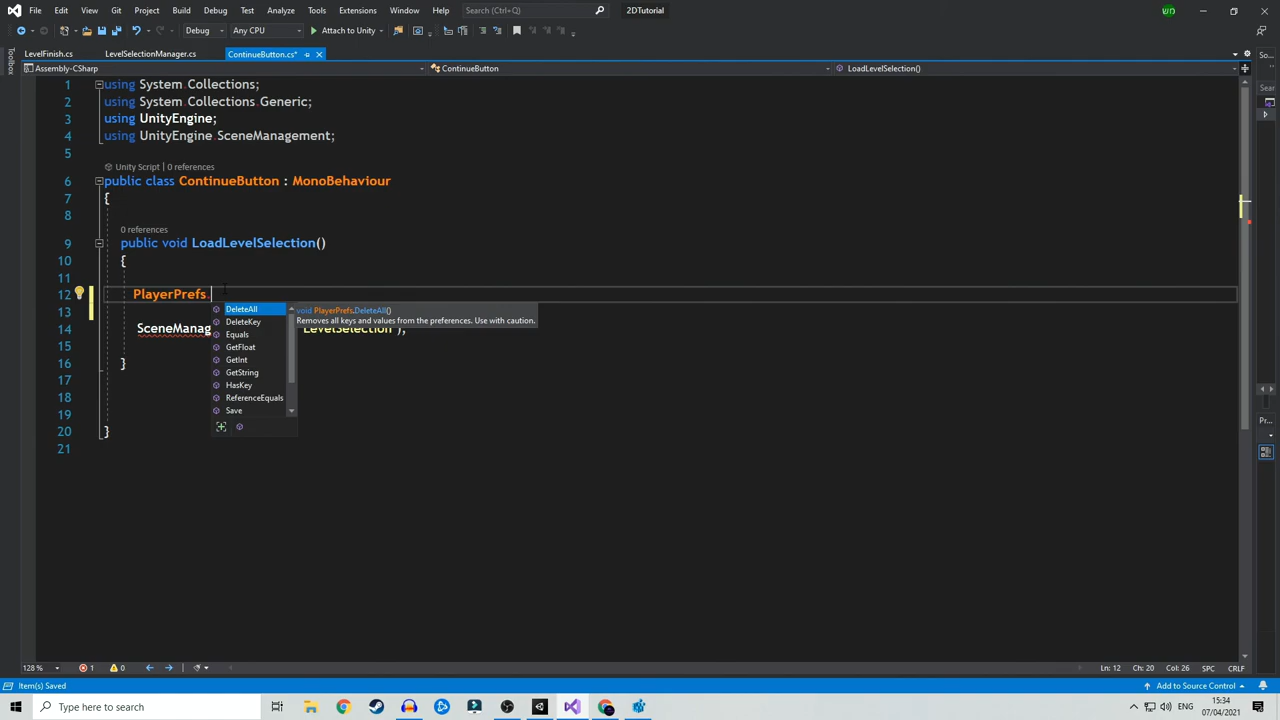 File Edit View Git Project Build Debug Test Analyze Tools Extensions Window Help Search (Ctrl+Q) 2DTutorial WD
Debug Any CPU Attach to Unity
LevelFinish.cs LevelSelectionManager.cs ContinueButton.cs*
Assembly-CSharp ContinueButton LoadLevelSelection()
Toolbox
So...
Sear
Pr...
1 using System.Collections;
2 using System.Collections.Generic;
3 using UnityEngine;
4 using UnityEngine.SceneManagement;
5
Unity Script | 0 references
6 public class ContinueButton : MonoBehaviour
7 {
8
0 references
9 public void LoadLevelSelection()
10 {
11
12 PlayerPrefs.
13
14 SceneManag LevelSelection");
15
16 }
17
18
19
20 }
21
DeleteAll
DeleteKey
Equals
GetFloat
GetInt
GetString
HasKey
ReferenceEquals
Save
void PlayerPrefs.DeleteAll()
Removes all keys and values from the preferences. Use with caution.
128 % 1 0 Ln: 12 Ch: 20 Col: 26 SPC CRLF
Item(s) Saved Add to Source Control
Type here to search ENG 15:34
07/04/2021